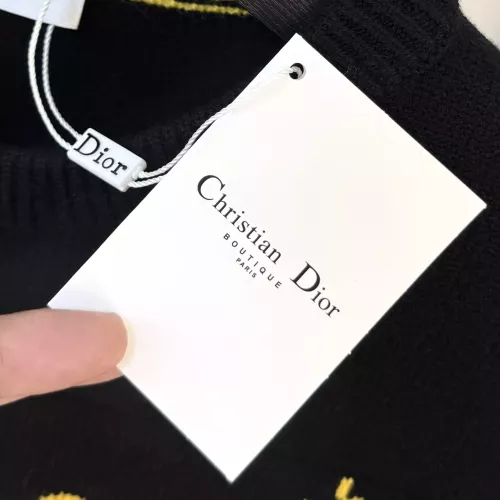 Dior
Christian Dior
BOUTIQUE
PARIS